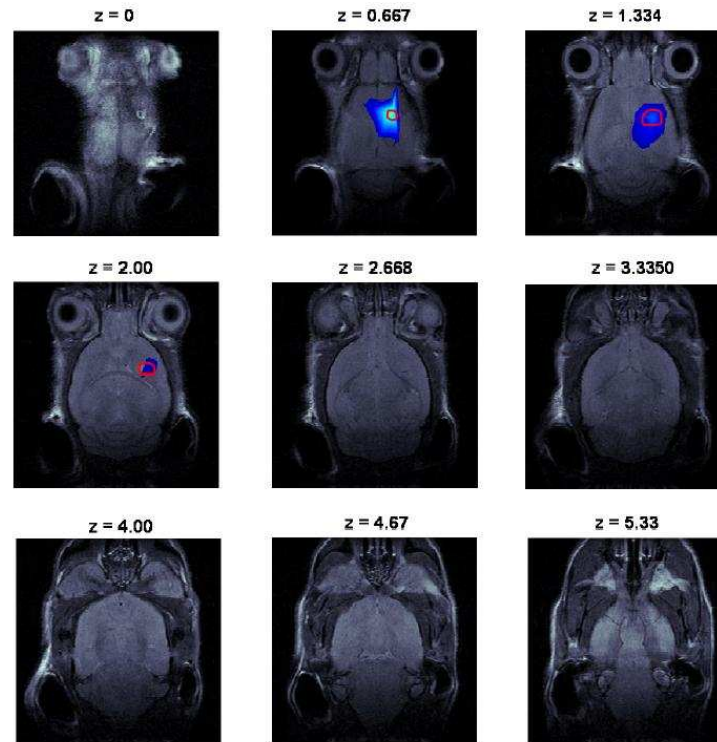 z = 0
z = 0.667
z = 1.334
z = 2.00
z = 2.668
z = 3.3350
z = 4.00
z = 4.67
z = 5.33